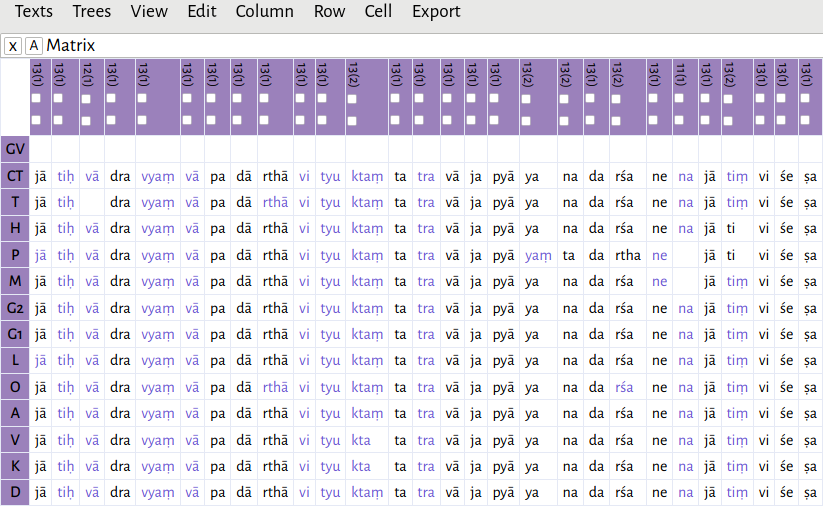 Texts Trees View Edit Column Row Cell Export
x A Matrix
13(1) 13(1) 12(1) 13(1) 13(1) 13(1) 13(1) 13(1) 13(1) 13(1) 13(1) 13(2) 13(1) 13(1) 13(1) 13(1) 13(1) 13(2) 13(2) 13(1) 13(2) 13(1) 11(1) 13(1) 13(2) 13(1) 13(1) 13(1)
GV
CT jā tiḥ vā dra vyaṃ vā pa dā rthā vi tyu ktaṃ ta tra vā ja pyā ya na da rśa ne na jā tiṃ vi śe ṣa
T jā tiḥ dra vyaṃ vā pa dā rthā vi tyu ktaṃ ta tra vā ja pyā ya na da rśa ne na jā tiṃ vi śe ṣa
H jā tiḥ vā dra vyaṃ vā pa dā rthā vi tyu ktaṃ ta tra vā ja pyā ya na da rśa ne na jā ti vi śe ṣa
P jā tiḥ vā dra vyaṃ vā pa dā rthā vi tyu ktaṃ ta tra vā ja pyā yaṃ ta da rtha ne jā ti vi śe ṣa
M jā tiḥ vā dra vyaṃ vā pa dā rthā vi tyu ktaṃ ta tra vā ja pyā ya na da rśa ne jā tiṃ vi śe ṣa
G2 jā tiḥ vā dra vyaṃ vā pa dā rthā vi tyu ktaṃ ta tra vā ja pyā ya na da rśa ne na jā tiṃ vi śe ṣa
G1 jā tiḥ vā dra vyaṃ vā pa dā rthā vi tyu ktaṃ ta tra vā ja pyā ya na da rśa ne na jā tiṃ vi śe ṣa
L jā tiḥ vā dra vyaṃ vā pa dā rthā vi tyu ktaṃ ta tra vā ja pyā ya na da rśa ne na jā tiṃ vi śe ṣa
O jā tiḥ vā dra vyaṃ vā pa dā rthā vi tyu ktaṃ ta tra vā ja pyā ya na da rśa ne na jā tiṃ vi śe ṣa
A jā tiḥ vā dra vyaṃ vā pa dā rthā vi tyu ktaṃ ta tra vā ja pyā ya na da rśa ne na jā tiṃ vi śe ṣa
V jā tiḥ vā dra vyaṃ vā pa dā rthā vi tyu kta ta tra vā ja pyā ya na da rśa ne na jā tiṃ vi śe ṣa
K jā tiḥ vā dra vyaṃ vā pa dā rthā vi tyu kta ta tra vā ja pyā ya na da rśa ne na jā tiṃ vi śe ṣa
D jā tiḥ vā dra vyaṃ vā pa dā rthā vi tyu ktaṃ ta tra vā ja pyā ya na da rśa ne na jā tiṃ vi śe ṣa